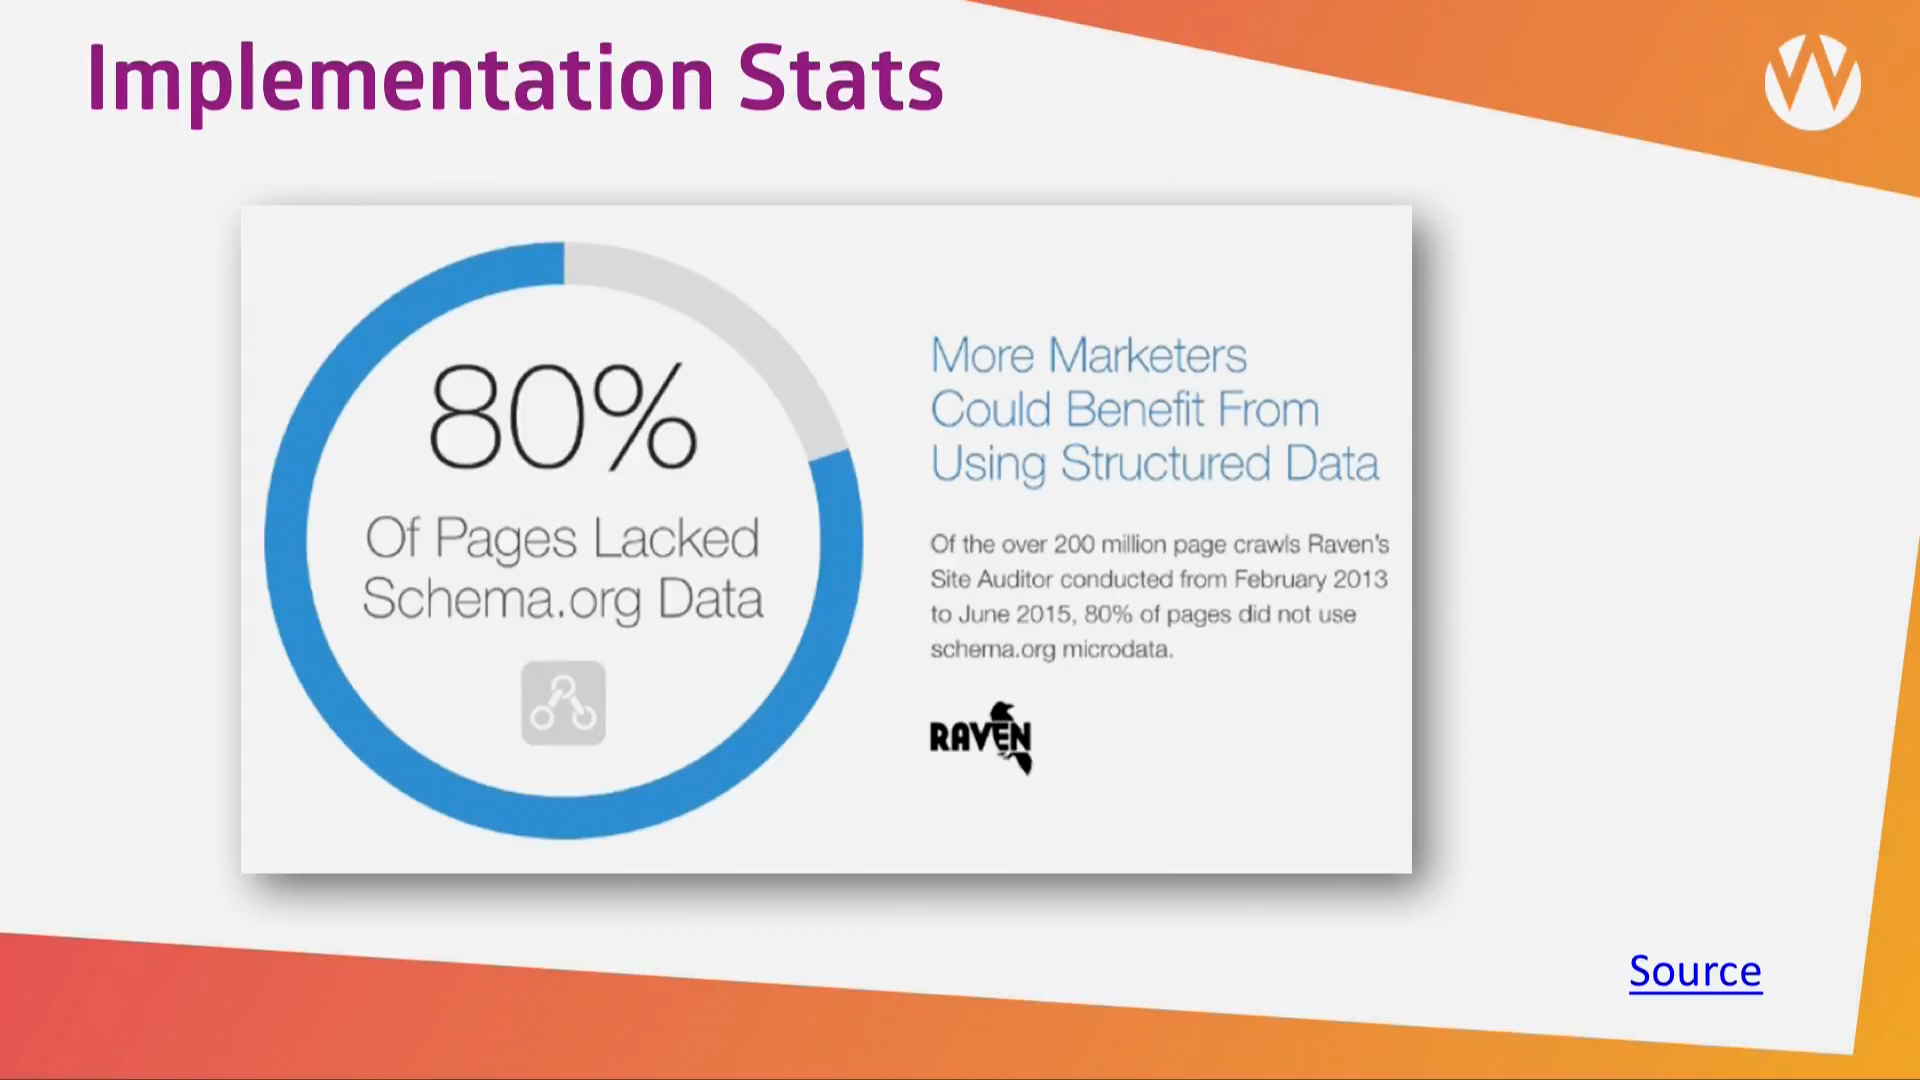 Implementation Stats
80%
Of Pages Lacked
Schema.org Data
More Marketers
Could Benefit From
Using Structured Data
Of the over 200 million page crawls Raven's
Site Auditor conducted from February 2013
to June 2015, 80% of pages did not use
schema.org microdata.
RAVEN
Source